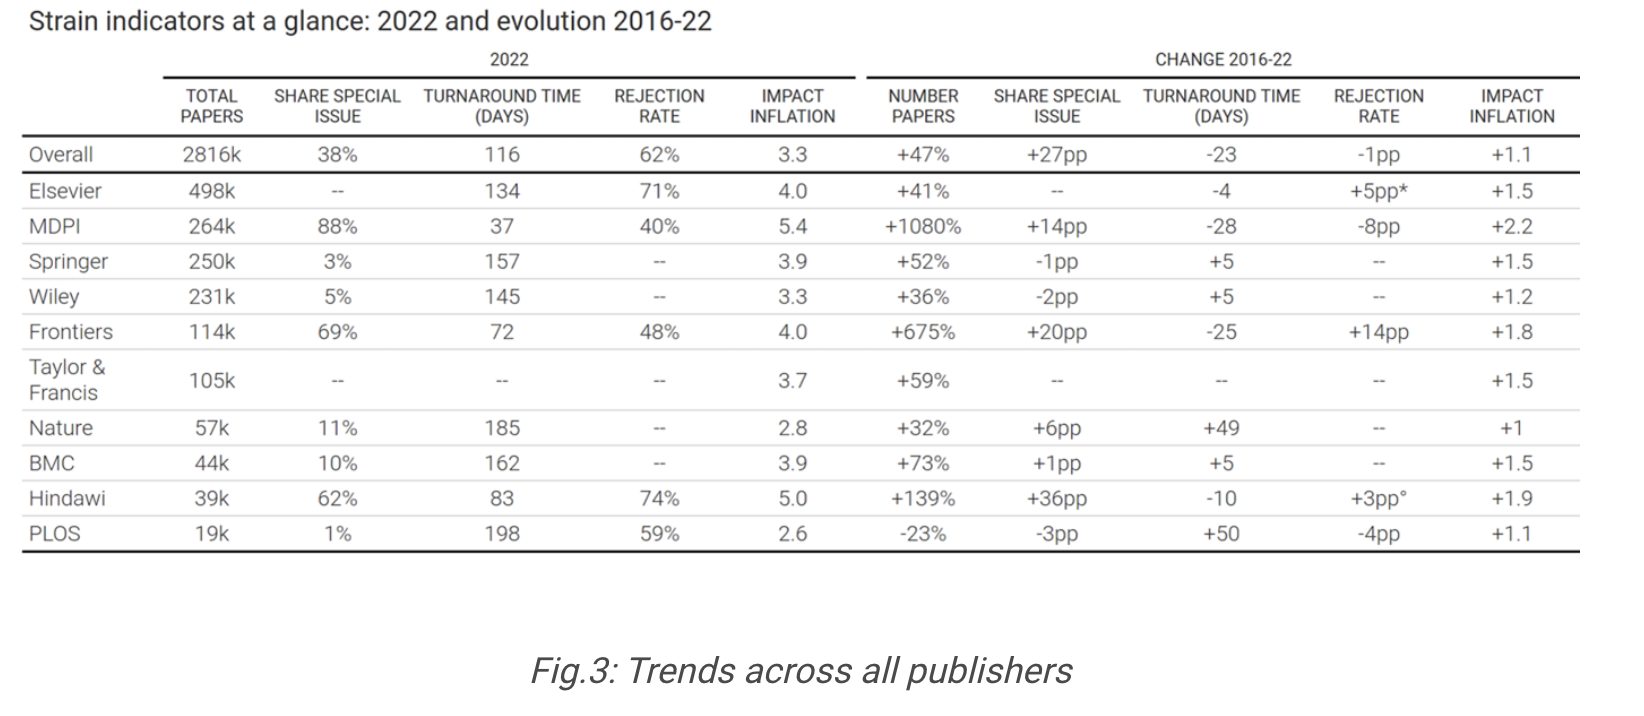 Strain indicators at a glance: 2022 and evolution 2016-22
2022 CHANGE 2016-22
TOTAL SHARE SPECIAL TURNAROUND TIME REJECTION IMPACT NUMBER SHARE SPECIAL TURNAROUND TIME REJECTION IMPACT
PAPERS ISSUE (DAYS) RATE INFLATION PAPERS ISSUE (DAYS) RATE INFLATION
Overall 2816k 38% 116 62% 3.3 +47% +27pp -23 -1pp +1.1
Elsevier 498k -- 134 71% 4.0 +41% -- -4 +5pp* +1.5
MDPI 264k 88% 37 40% 5.4 +1080% +14pp -28 -8pp +2.2
Springer 250k 3% 157 -- 3.9 +52% -1pp +5 -- +1.5
Wiley 231k 5% 145 -- 3.3 +36% -2pp +5 -- +1.2
Frontiers 114k 69% 72 48% 4.0 +675% +20pp -25 +14pp +1.8
Taylor &
Francis 105k -- -- -- 3.7 +59% -- -- -- +1.5
Nature 57k 11% 185 -- 2.8 +32% +6pp +49 -- +1
BMC 44k 10% 162 -- 3.9 +73% +1pp +5 -- +1.5
Hindawi 39k 62% 83 74% 5.0 +139% +36pp -10 +3pp° +1.9
PLOS 19k 1% 198 59% 2.6 -23% -3pp +50 -4pp +1.1
Fig.3: Trends across all publishers